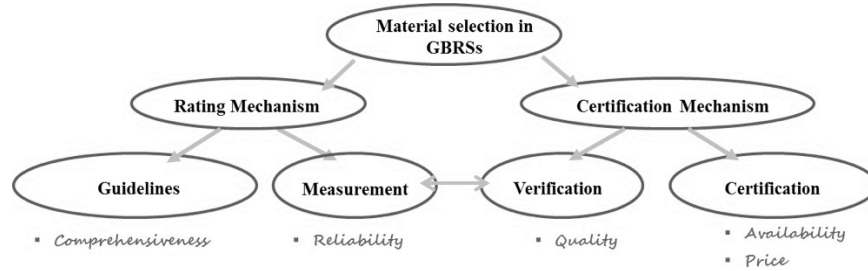 Material selection in
GBRSs
Rating Mechanism
Certification Mechanism
Guidelines
Measurement
Verification
Certification
▪ Comprehensiveness
▪ Reliability
▪ Quality
▪ Availability
▪ Price